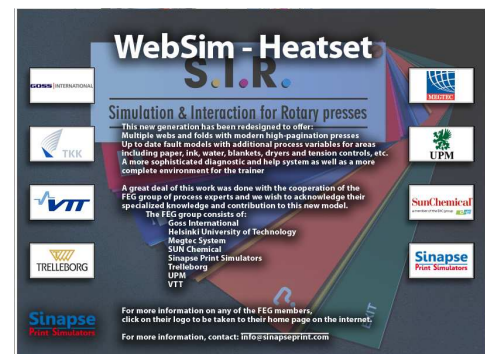 WebSim - Heatset
S.I.R.
Simulation & Interaction for Rotary presses
This new generation has been redesigned to offer:
Multiple webs and folds with modern high-pagination presses
Up to date fault models with additional process variables for areas
including paper, ink, water, blankets, dryers and tension controls, etc.
A more sophisticated diagnostic and help system as well as a more
complete environment for the trainer
A great deal of this work was done with the cooperation of the
FEG group of process experts and we wish to acknowledge their
specialized knowledge and contribution to this new model.
The FEG group consists of:
Goss International
Helsinki University of Technology
Megtec System
SUN Chemical
Sinapse Print Simulators
Trelleborg
UPM
VTT
For more information on any of the FEG members,
click on their logo to be taken to their home page on the internet.
For more information, contact: info@sinapseprint.com
GOSS INTERNATIONAL
TKK
VTT
TRELLEBORG
Sinapse
Print Simulators
MEGTEC
UPM
SunChemical
Sinapse
Print Simulators